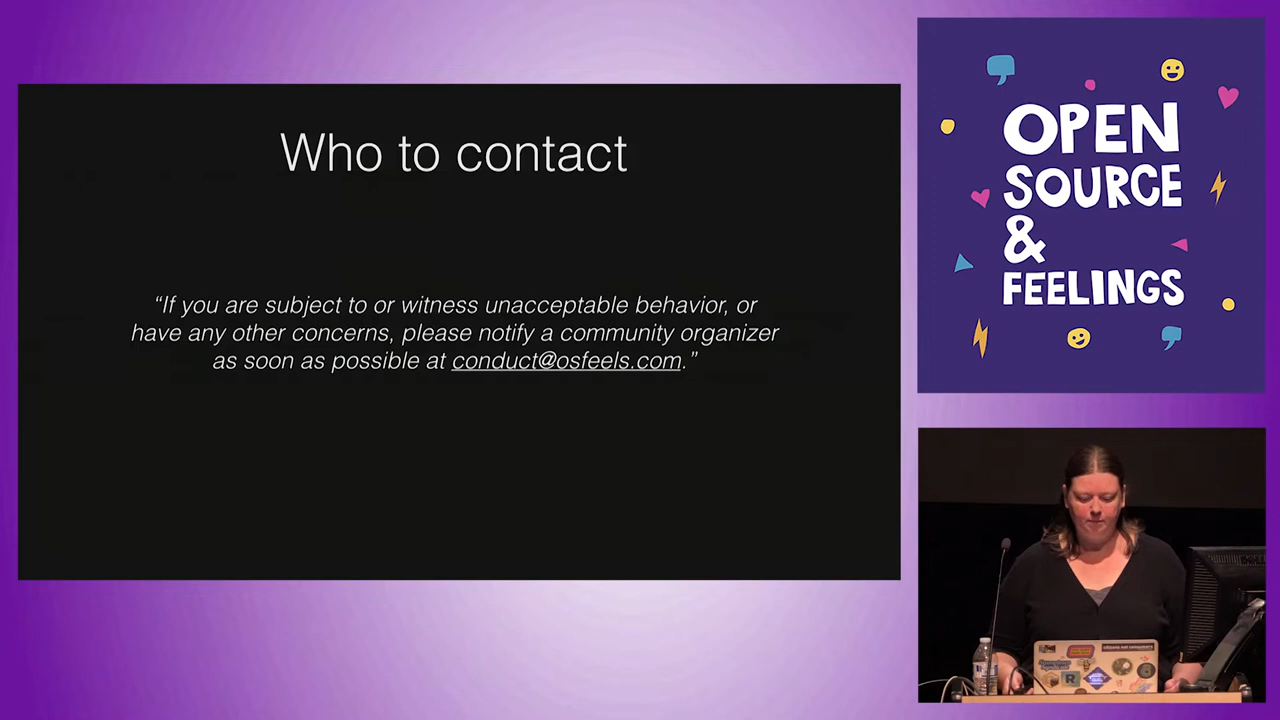 Who to contact
“If you are subject to or witness unacceptable behavior, or
have any other concerns, please notify a community organizer
as soon as possible at conduct@osfeels.com.”
OPEN
SOURCE
&
FEELINGS
R